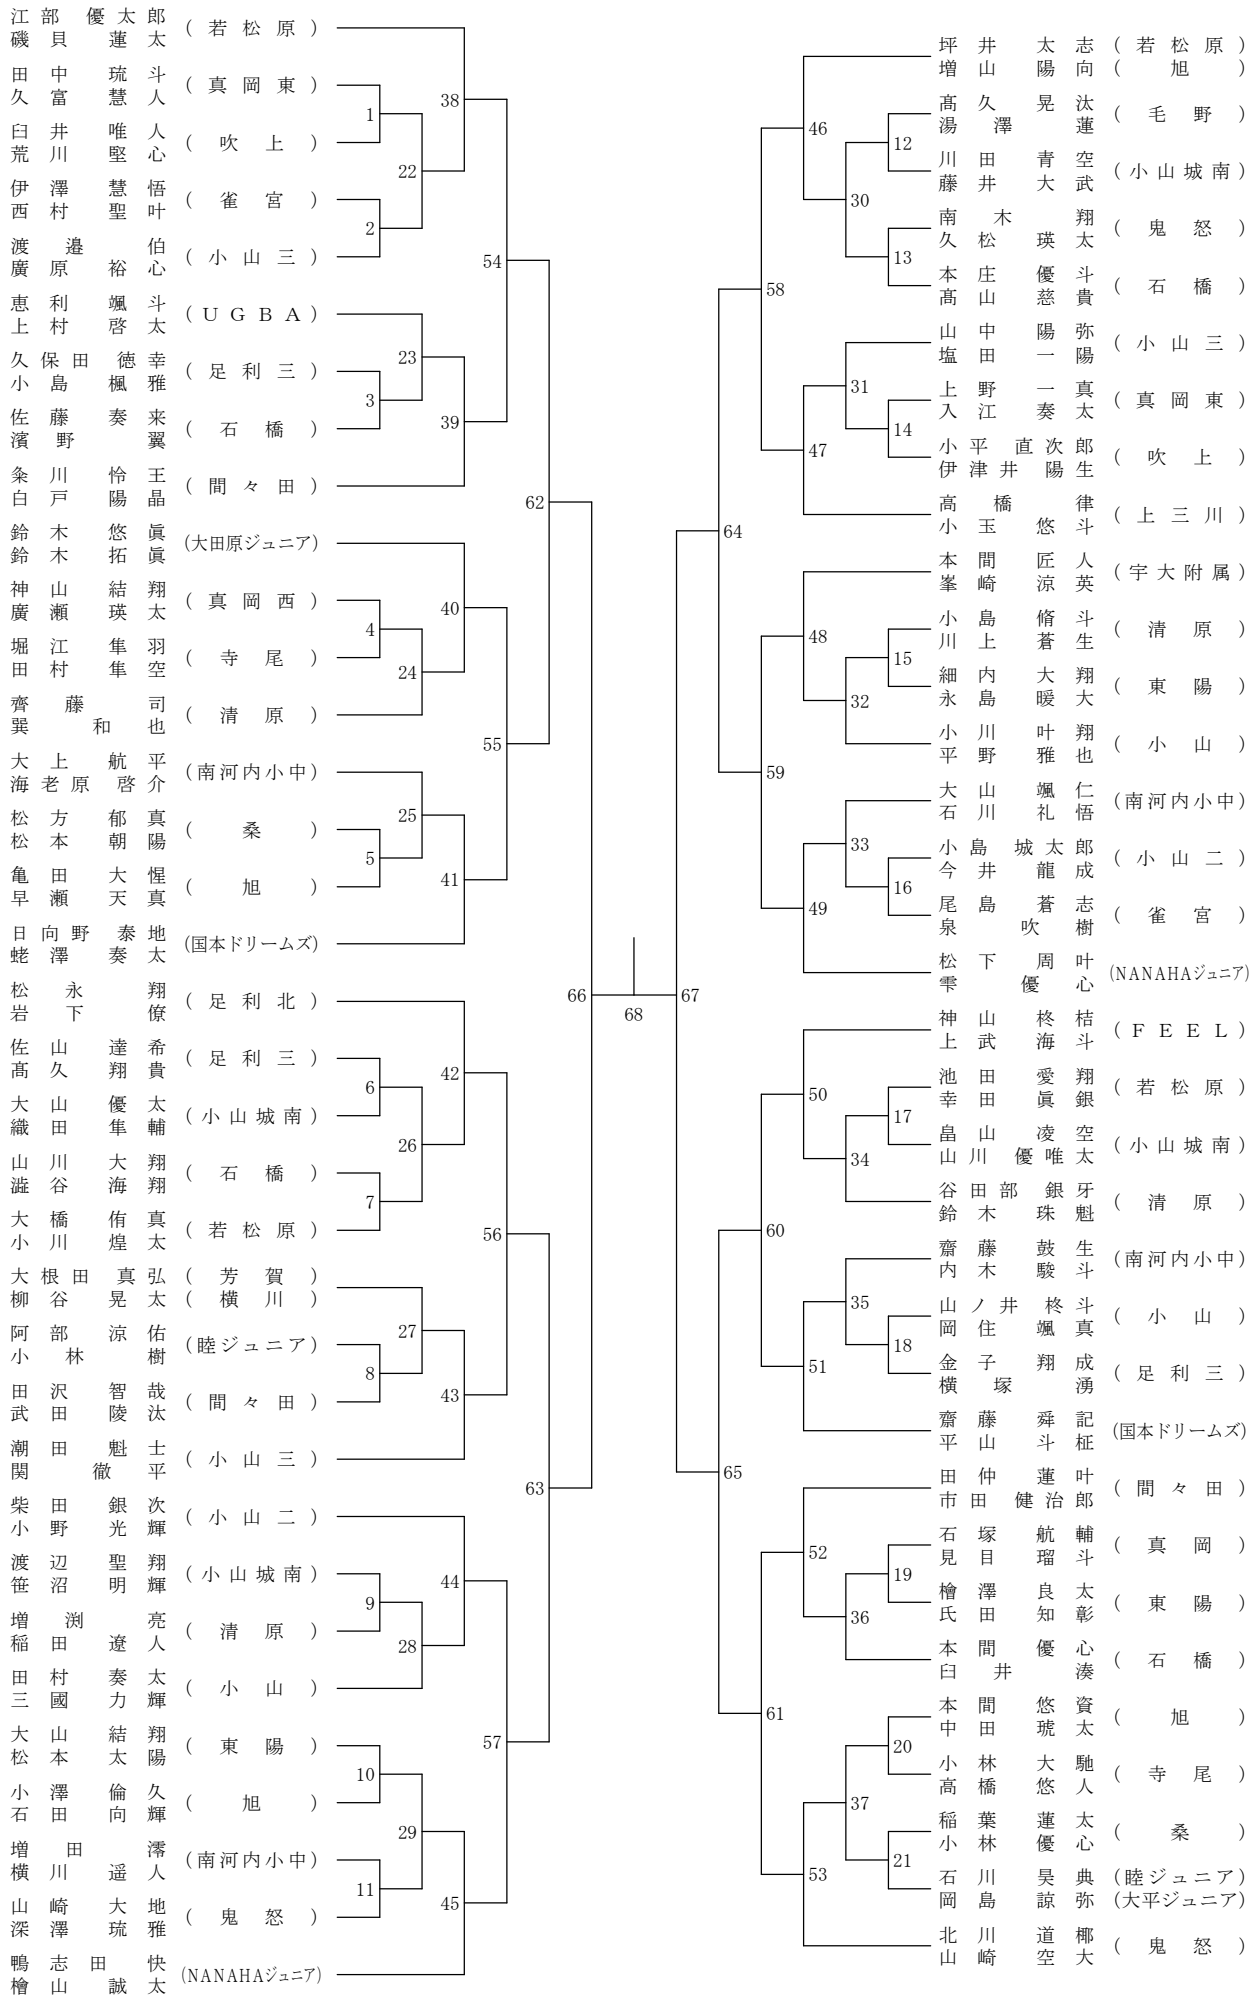 江部 優太郎
磯貝 蓮太 (若松原)
田中 琉斗
久富 慧人 (真岡東)
臼井 唯人
荒川 堅心 (吹上)
伊澤 慧悟
西村 聖叶 (雀宮)
渡邉 伯
廣原 裕心 (小山三)
恵利 颯斗
上村 啓太 (UGBA)
久保田 徳幸
小島 楓雅 (足利三)
佐藤 奏来
濱野 翼 (石橋)
粂川 怜王
白戸 陽晶 (間々田)
鈴木 悠眞
鈴木 拓眞 (大田原ジュニア)
神山 結翔
廣瀬 瑛太 (真岡西)
堀江 隼羽
田村 隼空 (寺尾)
齊藤 司
巽 和也 (清原)
大上 航平
海老原 啓介 (南河内小中)
松方 郁真
松本 朝陽 (桑)
亀田 大惺
早瀬 天真 (旭)
日向野 泰地
蛯澤 奏太 (国本ドリームズ)
松永 翔
岩下 僚 (足利北)
佐山 達希
髙久 翔貴 (足利三)
大山 優太
織田 隼輔 (小山城南)
山川 大翔
澁谷 海翔 (石橋)
大橋 侑真
小川 煌太 (若松原)
大根田 真弘 (芳賀)
柳谷 晃太 (横川)
阿部 涼佑
小林 樹 (睦ジュニア)
田沢 智哉
武田 陵汰 (間々田)
潮田 魁士
関 徹平 (小山三)
柴田 銀次
小野 光輝 (小山二)
渡辺 聖翔
笹沼 明輝 (小山城南)
増渕 亮
稲田 遼人 (清原)
田村 奏太
三國 力輝 (小山)
大山 結翔
松本 太陽 (東陽)
小澤 倫久
石田 向輝 (旭)
増田 澪
横川 遥人 (南河内小中)
山崎 大地
深澤 琉雅 (鬼怒)
鴨志田 快
檜山 誠太 (NANAHAジュニア)
1
2
3
4
5
6
7
8
9
10
11
22
23
24
25
26
27
28
29
38
39
40
41
42
43
44
45
54
55
56
57
62
63
66
68
67
64
65
58
59
60
61
46
47
48
49
50
51
52
53
30
31
32
33
34
35
36
37
12
13
14
15
16
17
18
19
20
21
坪井 太志 (若松原)
増山 陽向 (旭)
髙久 晃汰
湯澤 蓮 (毛野)
川田 青空
藤井 大武 (小山城南)
南木 翔
久松 瑛太 (鬼怒)
本庄 優斗
髙山 慈貴 (石橋)
山中 陽弥
塩田 一陽 (小山三)
上野 一真
入江 奏太 (真岡東)
小平 直次郎
伊津井 陽生 (吹上)
高橋 律
小玉 悠斗 (上三川)
本間 匠人
峯崎 涼英 (宇大附属)
小島 脩斗
川上 蒼生 (清原)
細内 大翔
永島 暖大 (東陽)
小川 叶翔
平野 雅也 (小山)
大山 颯仁
石川 礼悟 (南河内小中)
小島 城太郎
今井 龍成 (小山二)
尾島 蒼志
泉 吹樹 (雀宮)
松下 周叶
雫 優心 (NANAHAジュニア)
神山 柊桔
上武 海斗 (FEEL)
池田 愛翔
幸田 眞銀 (若松原)
畠山 凌空
山川 優唯太 (小山城南)
谷田部 銀牙
鈴木 珠魁 (清原)
齋藤 鼓生
内木 駿斗 (南河内小中)
山ノ井 柊斗
岡住 颯真 (小山)
金子 翔成
横塚 湧 (足利三)
齋藤 舜記
平山 斗柾 (国本ドリームズ)
田仲 蓮叶
市田 健治郎 (間々田)
石塚 航輔
見目 瑠斗 (真岡)
檜澤 良太
氏田 知彰 (東陽)
本間 優心
臼井 湊 (石橋)
本間 悠資
中田 琥太 (旭)
小林 大馳
高橋 悠人 (寺尾)
稲葉 蓮太
小林 優心 (桑)
石川 昊典 (睦ジュニア)
岡島 諒弥 (大平ジュニア)
北川 道椰
山崎 空大 (鬼怒)